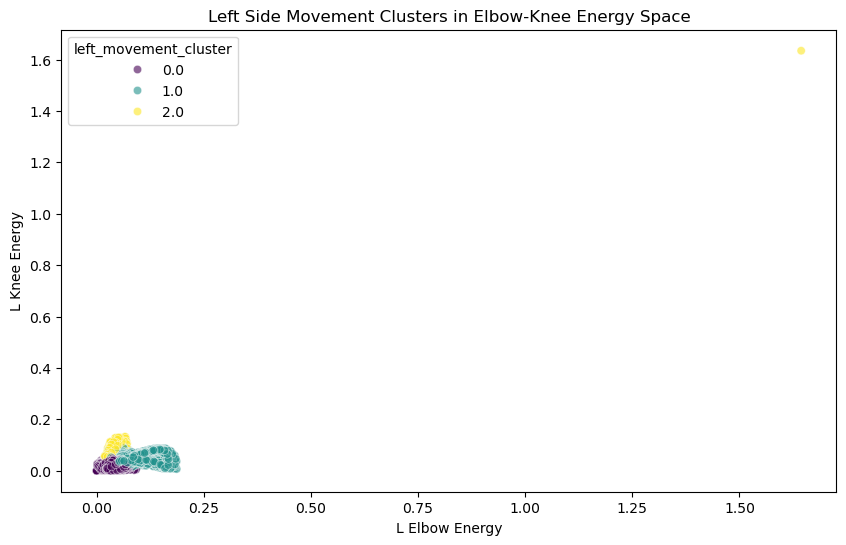 Left Side Movement Clusters in Elbow-Knee Energy Space
left_movement_cluster
0.0
1.0
2.0
L Knee Energy
1.6
1.4
1.2
1.0
0.8
0.6
0.4
0.2
0.0
0.00 0.25 0.50 0.75 1.00 1.25 1.50
L Elbow Energy